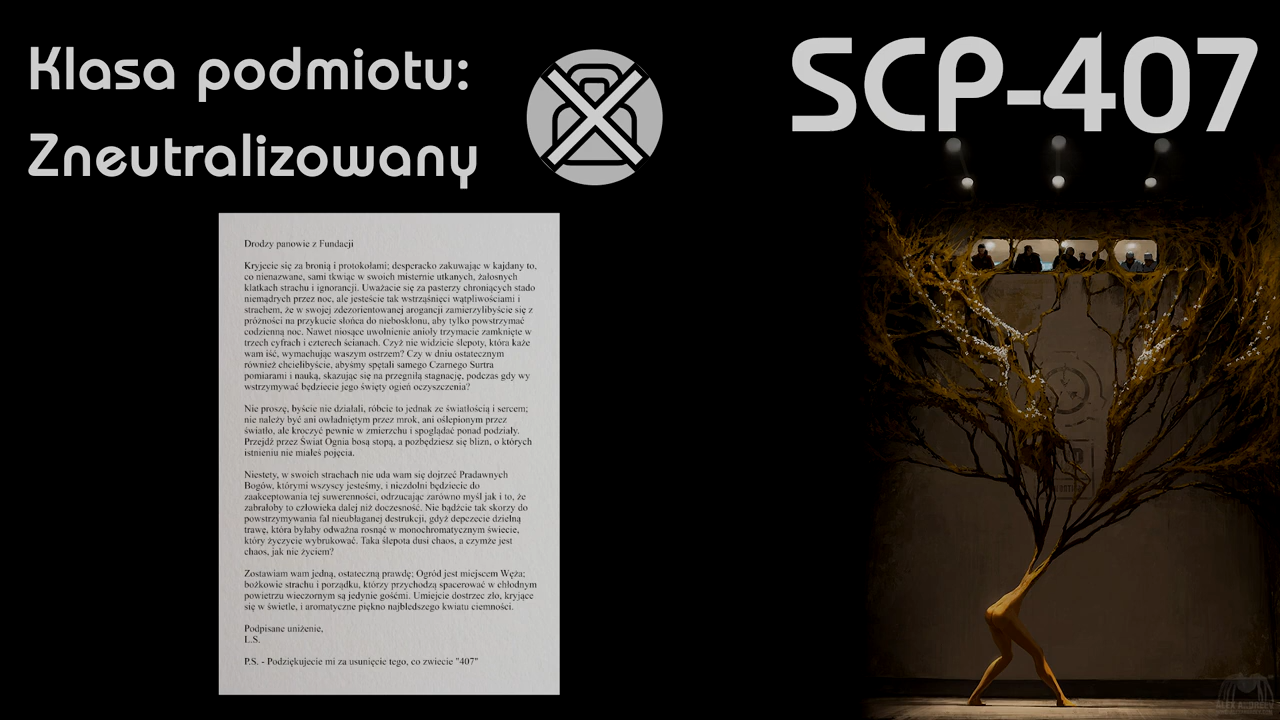 Klasa podmiotu:
Zneutralizowany
SCP-407
Drodzy panowie z Fundacji
Kryjecie się za bronią i protokołami; desperacko zakuwając w kajdany to,
co nienazwane, sami tkwiąc w swoich misternie utkanych, żałosnych
klatkach strachu i ignorancji. Uważacie się za pasterzy chroniących stado
niemądrych przez noc, ale jesteście tak wstrząśnięci wątpliwościami i
strachem, że w swojej zdezorientowanej arogancji zamierzylibyście się z
próżności na przykucie słońca do nieboskłonu, aby tylko powstrzymać
codzienną noc. Nawet niosące uwolnienie anioły trzymacie zamknięte w
trzech cyfrach i czterech ścianach. Czyż nie widzicie ślepoty, która każe
wam iść, wymachując waszym ostrzem? Czy w dniu ostatecznym
również chcielibyście, abyśmy spętali samego Czarnego Surtra
pomiarami i nauką, skazując się na przegniłą stagnację, podczas gdy wy
wstrzymywać będziecie jego święty ogień oczyszczenia?
Nie proszę, byście nie działali, róbcie to jednak ze światłością i sercem;
nie należy być ani owładniętym przez mrok, ani oślepionym przez
światło, ale kroczyć pewnie w zmierzchu i spoglądać ponad podziały.
Przejdź przez Świat Ognia bosą stopą, a pozbędziesz się blizn, o których
istnieniu nie miałeś pojęcia.
Niestety, w swoich strachach nie uda wam się dojrzeć Pradawnych
Bogów, którymi wszyscy jesteśmy, i niezdolni będziecie do
zaakceptowania tej suwerenności, odrzucając zarówno myśl jak i to, że
zabrałoby to człowieka dalej niż doczesność. Nie bądźcie tak skorzy do
powstrzymywania fal nieubłaganej destrukcji, gdyż depczecie dzielną
trawę, która byłaby odważna rosnąć w monochromatycznym świecie,
który życzycie wybrukować. Taka ślepota dusi chaos, a czymże jest
chaos, jak nie życiem?
Zostawiam wam jedną, ostateczną prawdę; Ogród jest miejscem Węża;
bożkowie strachu i porządku, którzy przychodzą spacerować w chłodnym
powietrzu wieczornym są jedynie gośćmi. Umiejcie dostrzec zło, kryjące
się w świetle, i aromatyczne piękno najbledszego kwiatu ciemności.
Podpisane uniżenie,
L.S.
P.S. - Podziękujecie mi za usunięcie tego, co zwiecie "407"
ALEX ANDREEV